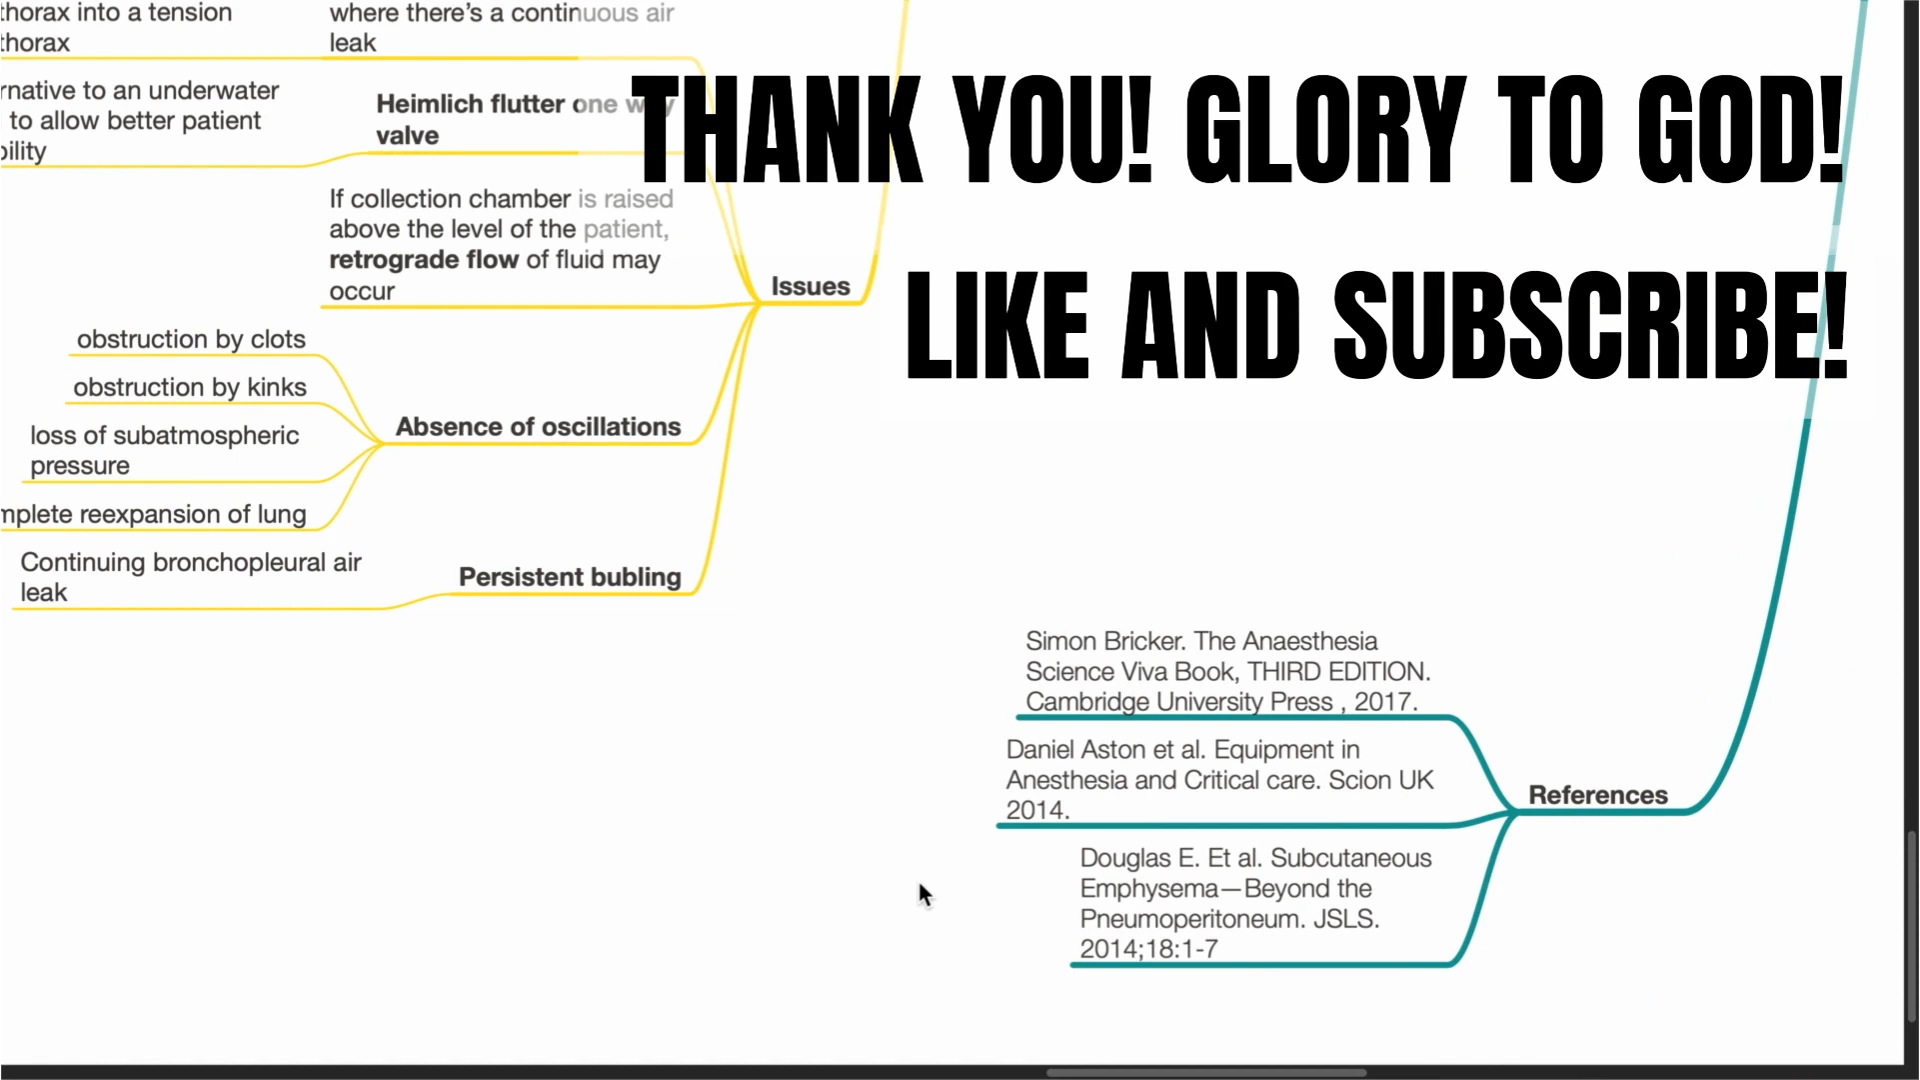 thorax into a tension
thorax
where there's a continuous air
leak
rnative to an underwater
to allow better patient
bility
Heimlich flutter one way
valve
If collection chamber is raised
above the level of the patient,
retrograde flow of fluid may
occur
Issues
obstruction by clots
obstruction by kinks
loss of subatmospheric
pressure
mplete reexpansion of lung
Absence of oscillations
Continuing bronchopleural air
leak
Persistent bubling
THANK YOU! GLORY TO GOD!
LIKE AND SUBSCRIBE!
Simon Bricker. The Anaesthesia
Science Viva Book, THIRD EDITION.
Cambridge University Press , 2017.
Daniel Aston et al. Equipment in
Anesthesia and Critical care. Scion UK
2014.
Douglas E. Et al. Subcutaneous
Emphysema—Beyond the
Pneumoperitoneum. JSLS.
2014;18:1-7
References